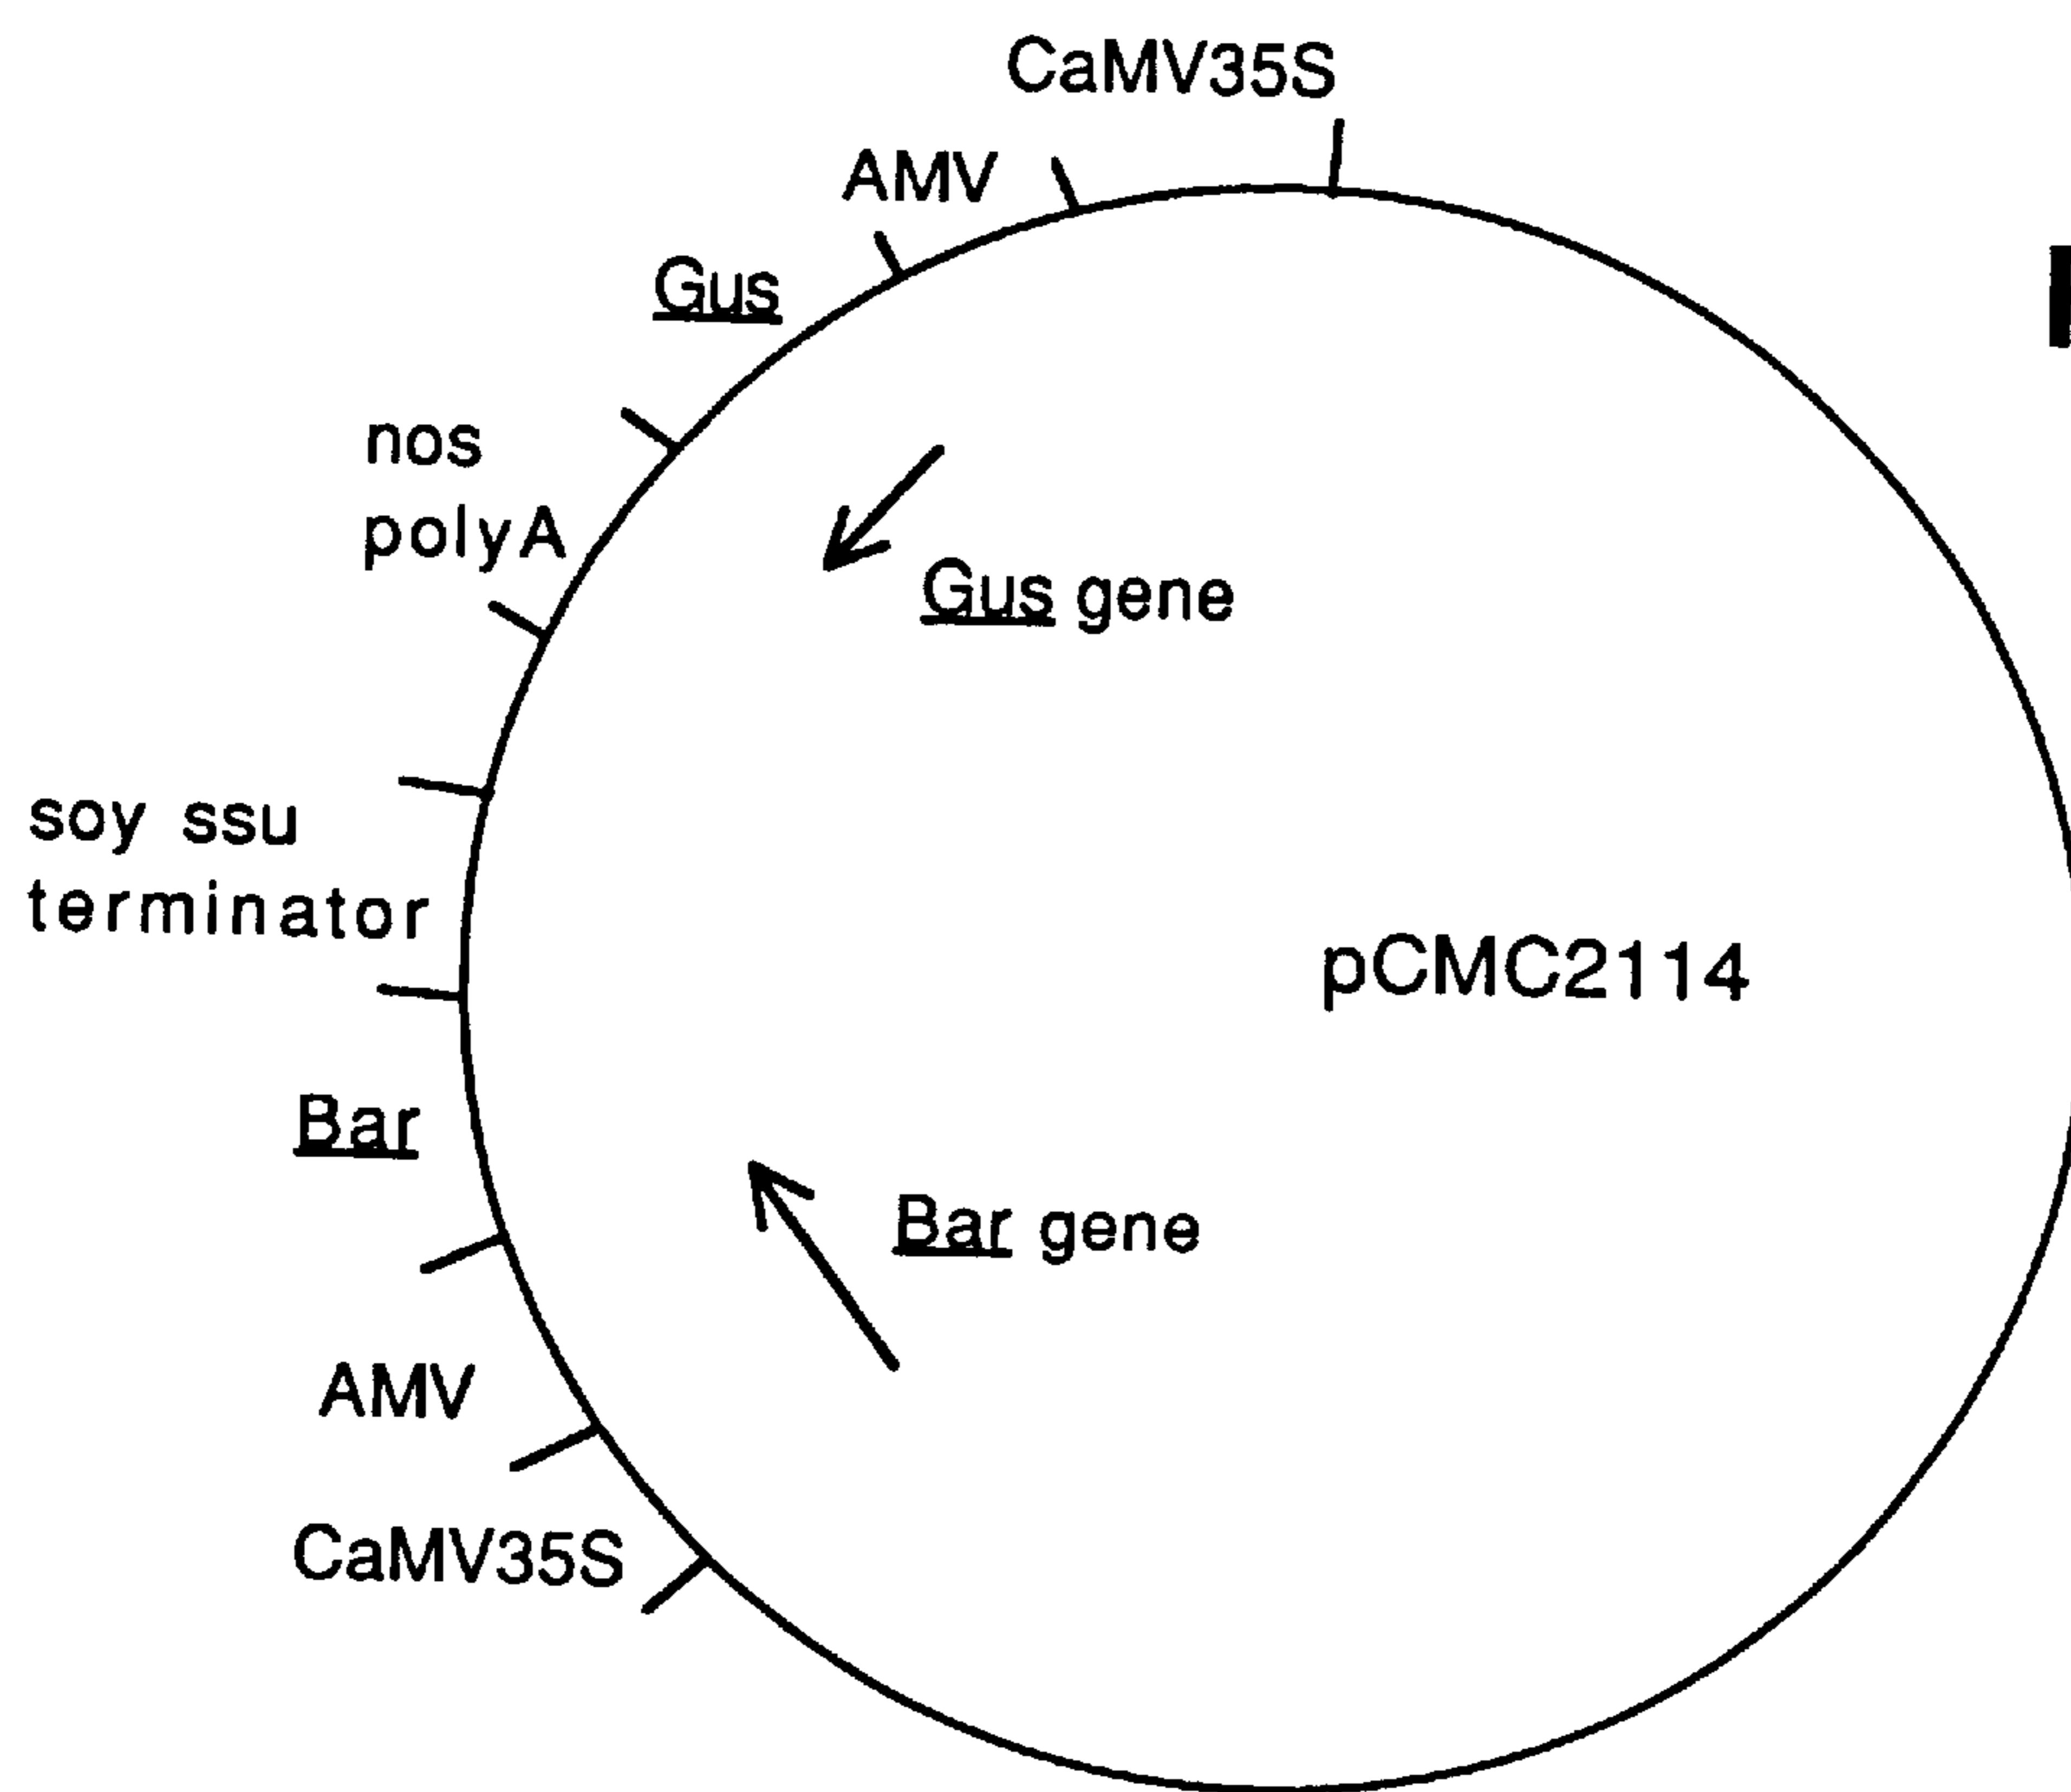 CaMV35S
AMV
Gus
nos
polyA
Gus gene
soy ssu
terminator
pCMC2114
Bar
Bar gene
AMV
CaMV35S